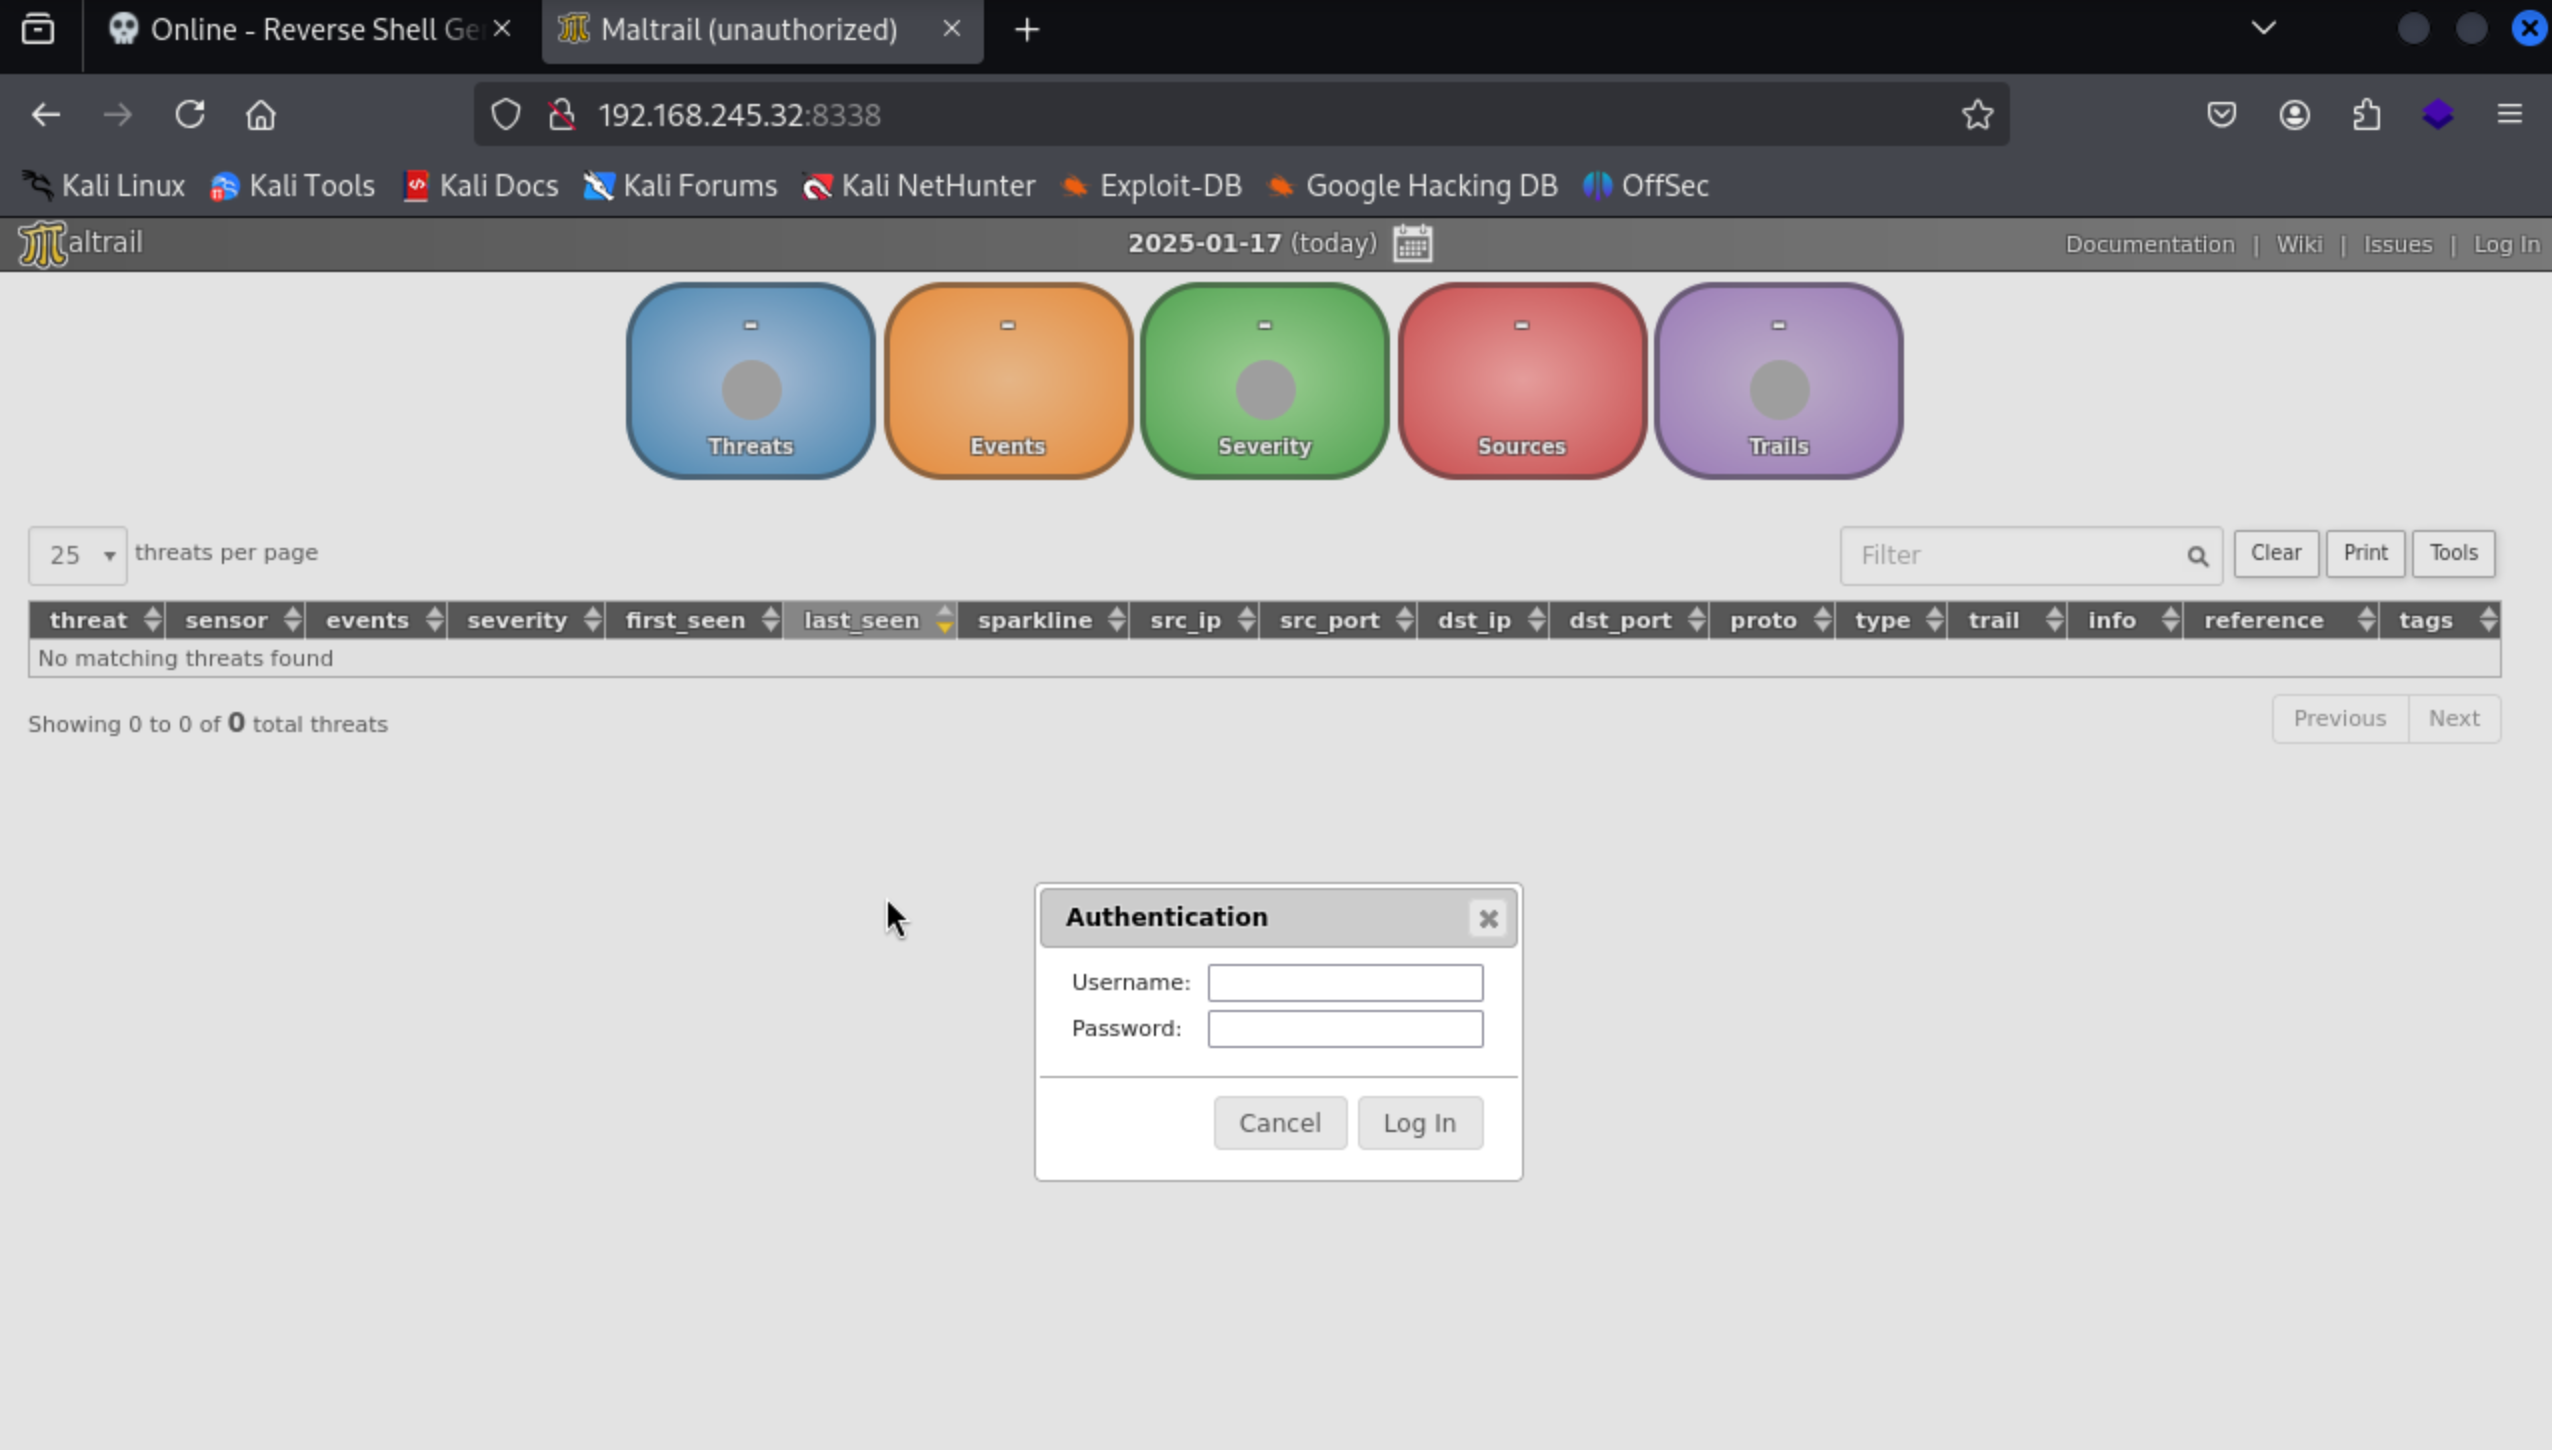 Online - Reverse Shell Ge
Maltrail (unauthorized)
192.168.245.32:8338
Kali Linux Kali Tools Kali Docs Kali Forums Kali NetHunter Exploit-DB Google Hacking DB OffSec
altrail
2025-01-17 (today)
Documentation | Wiki | Issues | Log In
- - - - -
Threats Events Severity Sources Trails
25 threats per page
Filter Clear Print Tools
threat sensor events severity first_seen last_seen sparkline src_ip src_port dst_ip dst_port proto type trail info reference tags
No matching threats found
Showing 0 to 0 of 0 total threats
Previous Next
Authentication
Username:
Password:
Cancel Log In